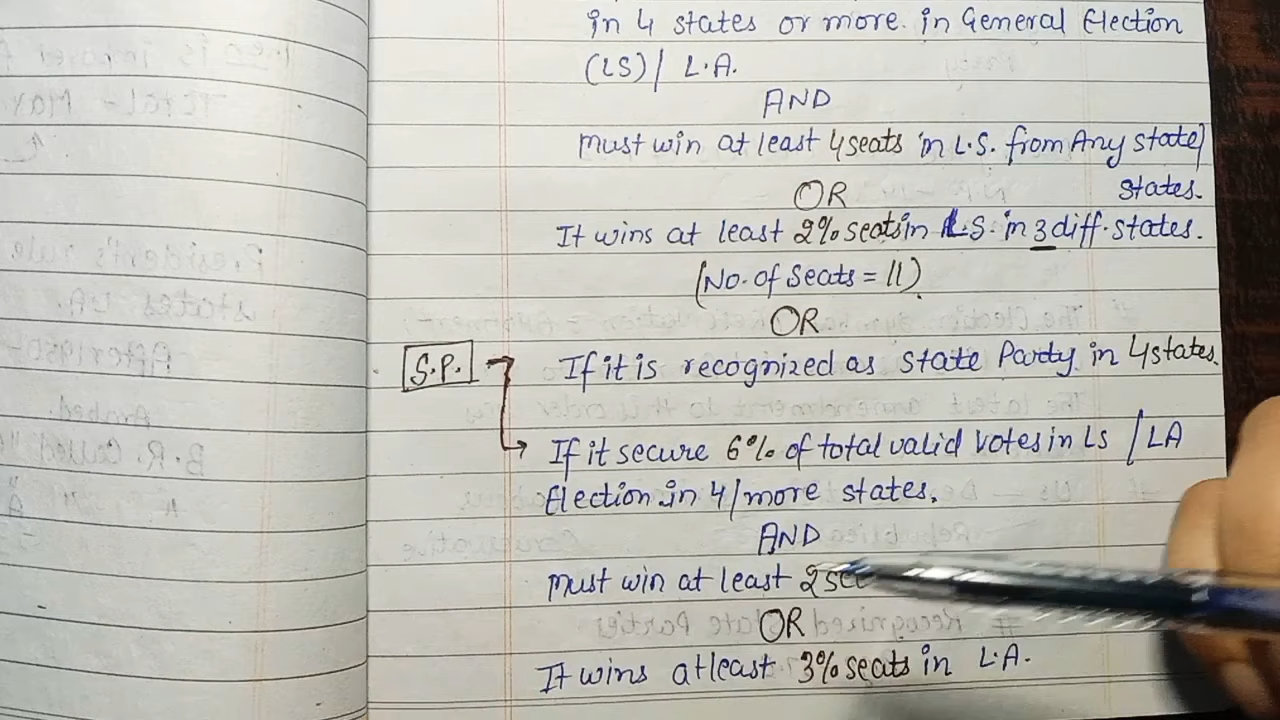 in 4 states or more in General Election
(LS) / L.A.
AND
must win at least 4 seats in L.S. from Any state/
states.
OR
It wins at least 2% seats in L.S. in 3 diff. states.
(No. of Seats = 11).
OR
S.P. If it is recognized as state Party in 4 states.
If it secure 6% of total valid votes in LS / LA
Election in 4/more states.
AND
must win at least 2
OR
It wins atleast 3% seats in L.A.